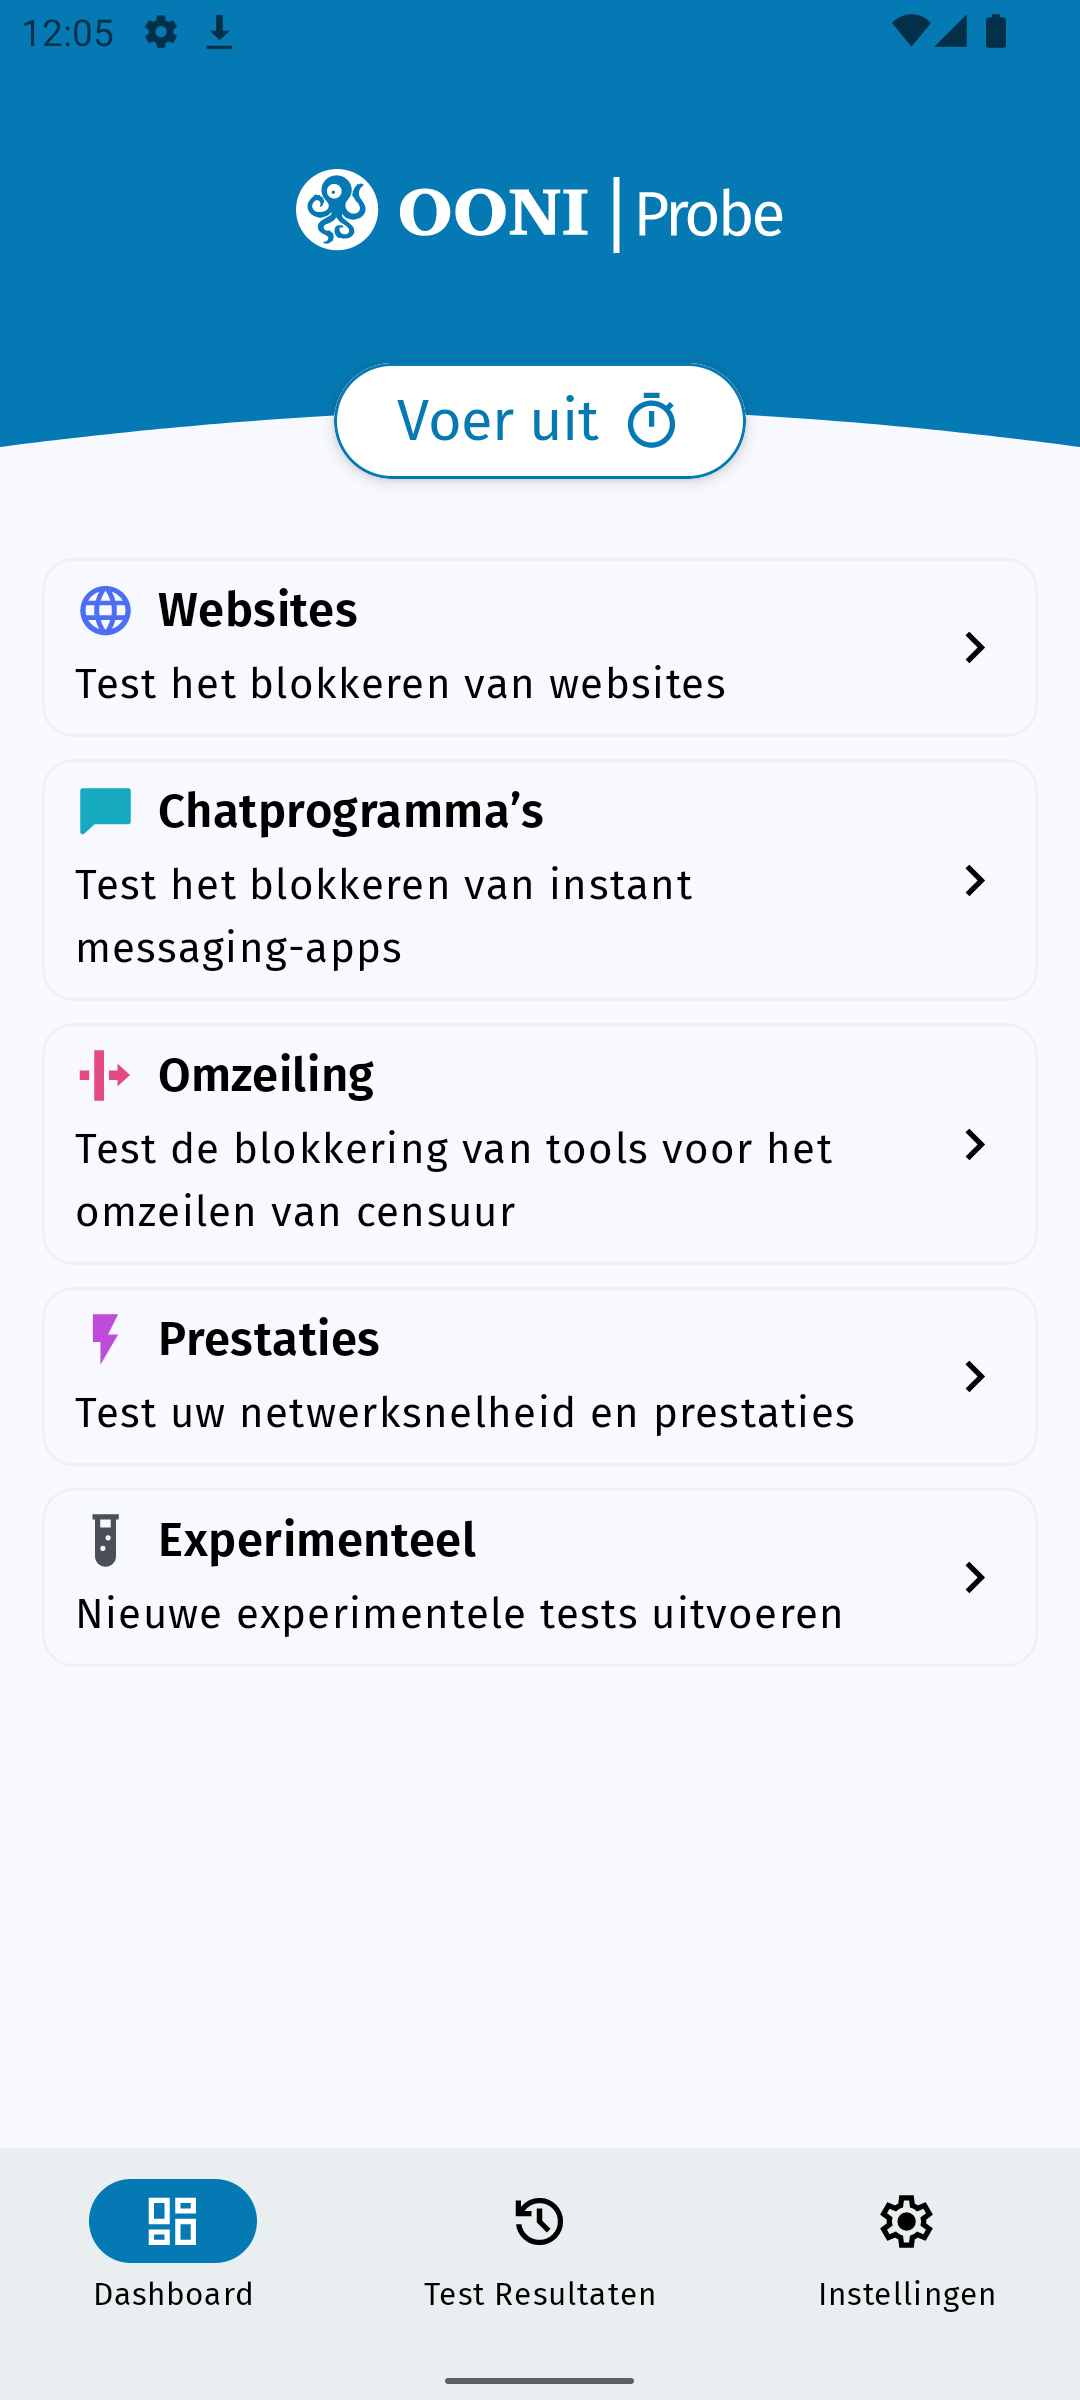 12:05
OONI | Probe
Voer uit
Websites
Test het blokkeren van websites
Chatprogramma’s
Test het blokkeren van instant
messaging-apps
Omzeiling
Test de blokkering van tools voor het
omzeilen van censuur
Prestaties
Test uw netwerksnelheid en prestaties
Experimenteel
Nieuwe experimentele tests uitvoeren
Dashboard
Test Resultaten
Instellingen